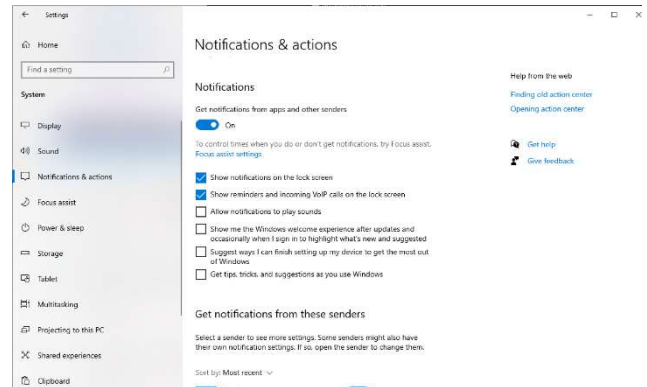 Settings
Home
Find a setting
System
Display
Sound
Notifications & actions
Focus assist
Power & sleep
Storage
Tablet
Multitasking
Projecting to this PC
Shared experiences
Clipboard
Notifications & actions
Notifications
Get notifications from apps and other senders
On
To control times when you do or don't get notifications, try Focus assist.
Focus assist settings
Show notifications on the lock screen
Show reminders and incoming VoIP calls on the lock screen
Allow notifications to play sounds
Show me the Windows welcome experience after updates and
occasionally when I sign in to highlight what's new and suggested
Suggest ways I can finish setting up my device to get the most out
of Windows
Get tips, tricks, and suggestions as you use Windows
Get notifications from these senders
Select a sender to see more settings. Some senders might also have
their own notification settings. If so, open the sender to change them.
Sort by: Most recent
Help from the web
Finding old action center
Opening action center
Get help
Give feedback